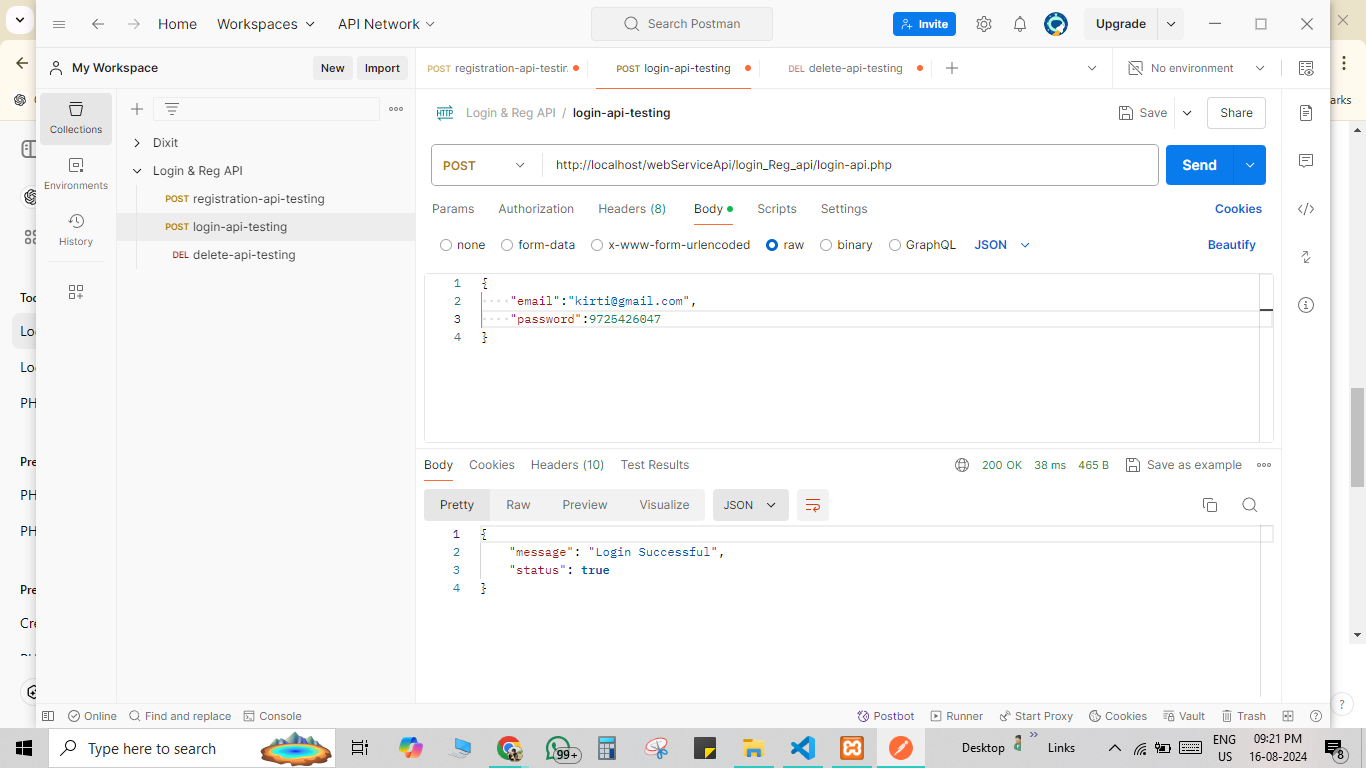 Home
Workspaces
API Network
Search Postman
Invite
Upgrade
My Workspace
New
Import
POST registration-api-testin
POST login-api-testing
DEL delete-api-testing
No environment
Collections
Environments
History
Dixit
Login & Reg API
POST registration-api-testing
POST login-api-testing
DEL delete-api-testing
HTTP
Login & Reg API / login-api-testing
Save
Share
POST
http://localhost/webServiceApi/login_Reg_api/login-api.php
Send
Params
Authorization
Headers (8)
Body
Scripts
Settings
Cookies
none
form-data
x-www-form-urlencoded
raw
binary
GraphQL
JSON
Beautify
1 {
2 "email":"kirti@gmail.com",
3 "password":9725426047
4 }
Body
Cookies
Headers (10)
Test Results
200 OK
38 ms
465 B
Save as example
Pretty
Raw
Preview
Visualize
JSON
1 {
2 "message": "Login Successful",
3 "status": true
4 }
Online
Find and replace
Console
Postbot
Runner
Start Proxy
Cookies
Vault
Trash
Toc
Lo
Loc
PH
Pre
PH
PH
Pre
Cre
arks
Type here to search
99+
Desktop
Links
ENG
US
09:21 PM
16-08-2024
8